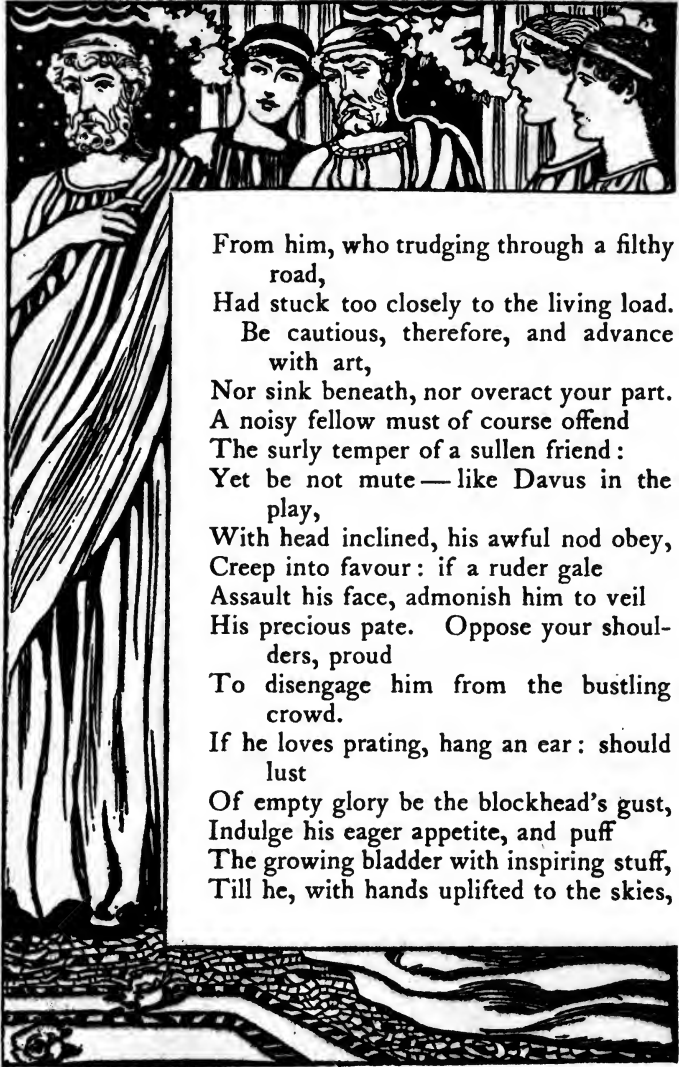 From him, who trudging through a filthy
road,
Had stuck too closely to the living load.
Be cautious, therefore, and advance
with art,
Nor sink beneath, nor overact your part.
A noisy fellow must of course offend
The surly temper of a sullen friend:
Yet be not mute — like Davus in the
play,
With head inclined, his awful nod obey,
Creep into favour: if a ruder gale
Assault his face, admonish him to veil
His precious pate. Oppose your shoul-
ders, proud
To disengage him from the bustling
crowd.
If he loves prating, hang an ear: should
lust
Of empty glory be the blockhead's gust,
Indulge his eager appetite, and puff
The growing bladder with inspiring stuff,
Till he, with hands uplifted to the skies,